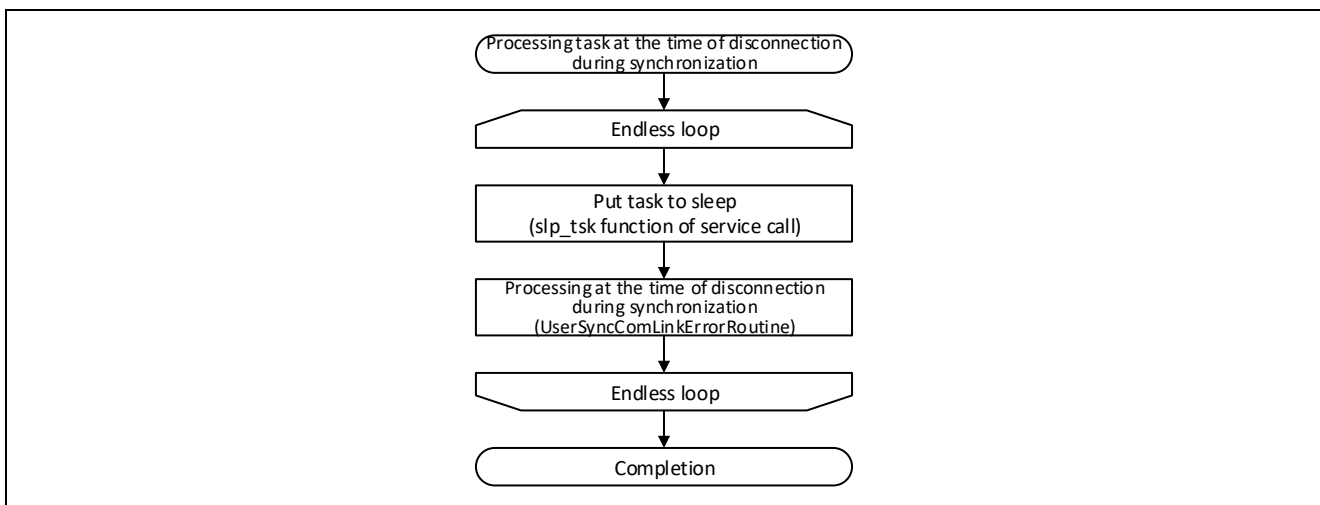 Processing task at the time of disconnection
during synchronization
Endless loop
Put task to sleep
(slp_tsk function of service call)
Processing at the time of disconnection
during synchronization
(UserSyncComLinkErrorRoutine)
Endless loop
Completion